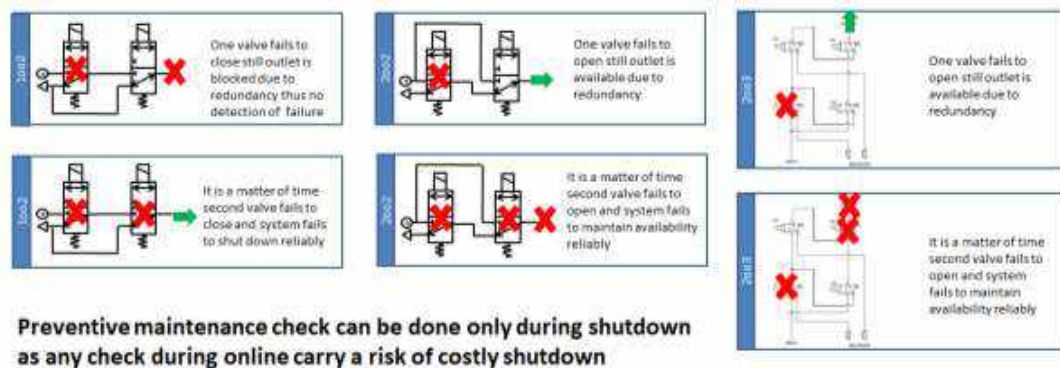 1oo2
One valve fails to
close still outlet is
blocked due to
redundancy thus no
detection of failure
2oo2
One valve fails to
open still outlet is
available due to
redundancy
2oo3
One valve fails to
open still outlet is
available due to
redundancy
1oo2
It is a matter of time
second valve fails to
close and system fails
to shut down reliably
2oo2
It is a matter of time
second valve fails to
open and system fails
to maintain availability
reliably
2oo3
It is a matter of time
second valve fails to
open and system
fails to maintain
availability reliably
Preventive maintenance check can be done only during shutdown
as any check during online carry a risk of costly shutdown